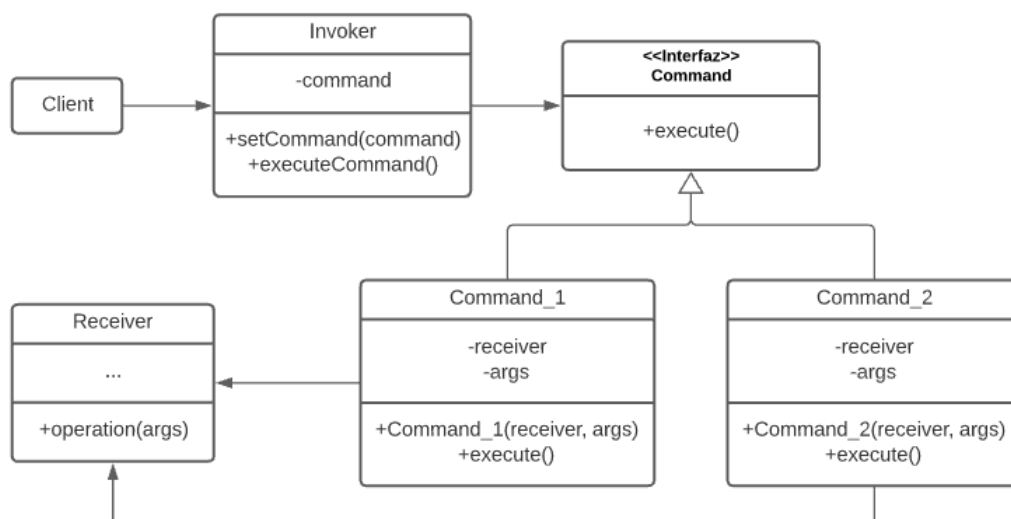 Client
Invoker
-command
+setCommand(command)
+executeCommand()
<<Interfaz>>
Command
+execute()
Receiver
...
+operation(args)
Command_1
-receiver
-args
+Command_1(receiver, args)
+execute()
Command_2
-receiver
-args
+Command_2(receiver, args)
+execute()